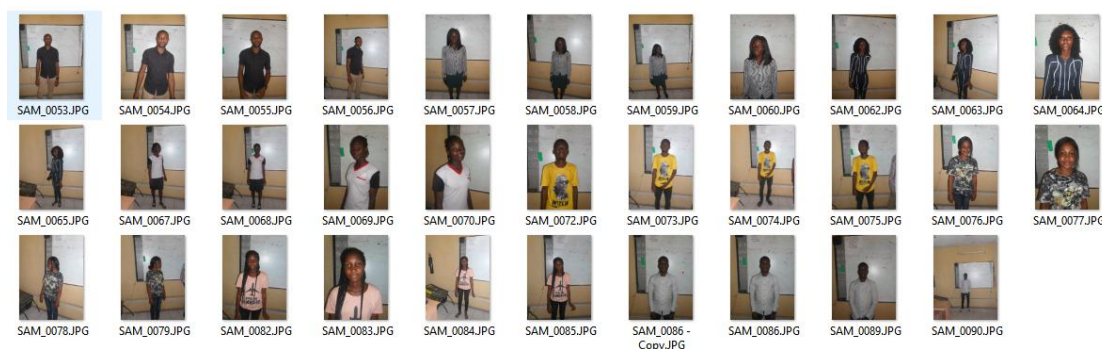 SAM_0053.JPG
SAM_0054.JPG
SAM_0055.JPG
SAM_0056.JPG
SAM_0057.JPG
SAM_0058.JPG
SAM_0059.JPG
SAM_0060.JPG
SAM_0062.JPG
SAM_0063.JPG
SAM_0064.JPG
SAM_0065.JPG
SAM_0067.JPG
SAM_0068.JPG
SAM_0069.JPG
SAM_0070.JPG
SAM_0072.JPG
SAM_0073.JPG
SAM_0074.JPG
SAM_0075.JPG
SAM_0076.JPG
SAM_0077.JPG
SAM_0078.JPG
SAM_0079.JPG
SAM_0082.JPG
SAM_0083.JPG
SAM_0084.JPG
SAM_0085.JPG
SAM_0086 -
Copy.JPG
SAM_0086.JPG
SAM_0089.JPG
SAM_0090.JPG